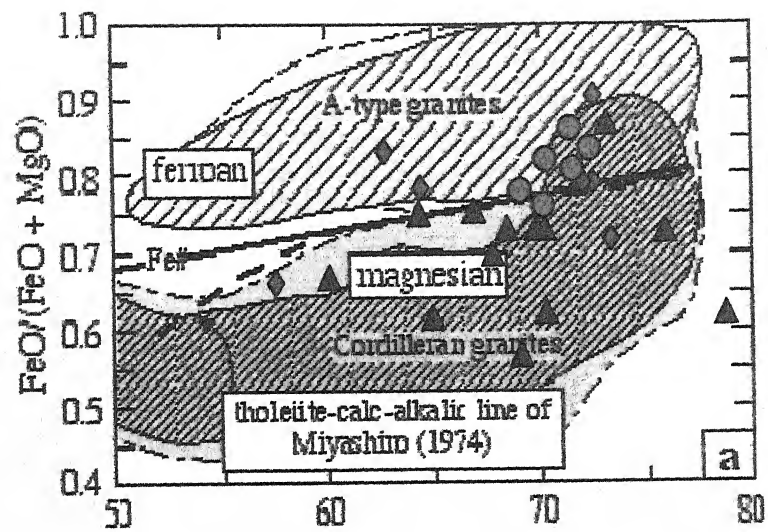 1.0
0.9
0.8
0.7
0.6
0.5
0.4
FeO/(FeO + MgO)
A-type granites
ferroan
Fe#
magnesian
Cordilleran granites
tholeiite-calc-alkalic line of
Miyashiro (1974)
a
50
60
70
80